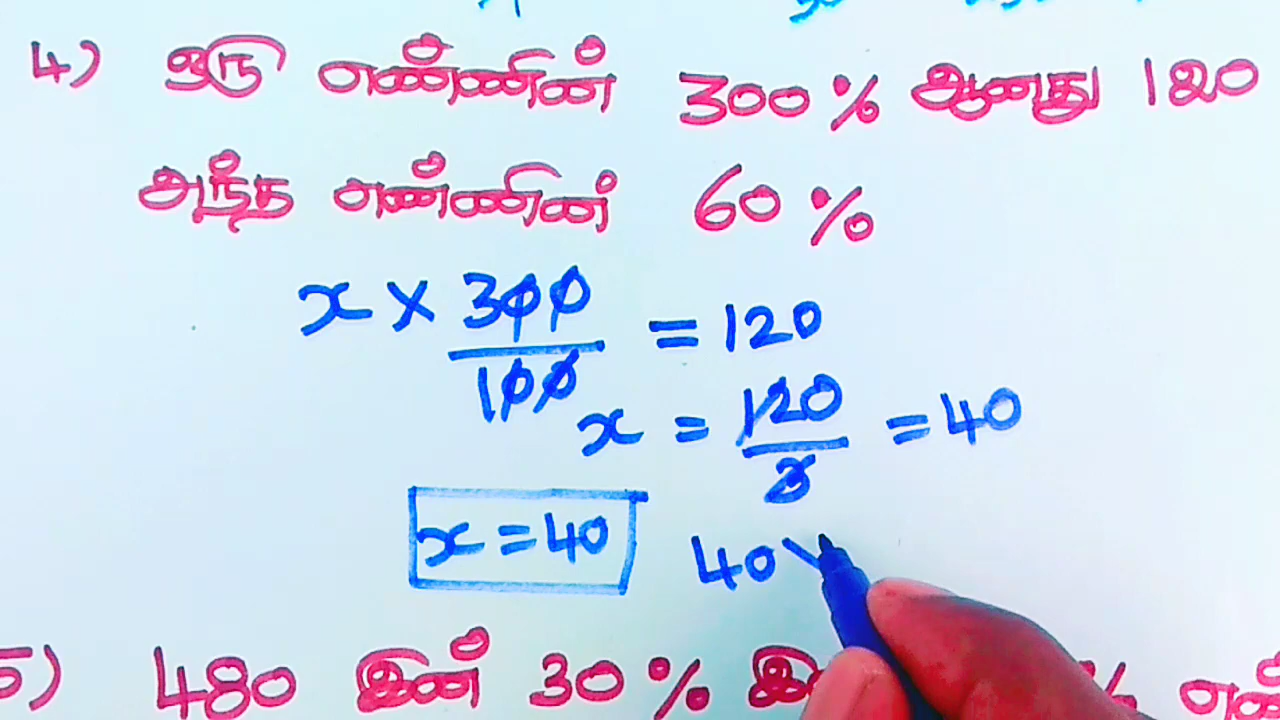 4) ஒரு எண்ணின் 300% ஆனது 120
அந்த எண்ணின் 60%
x × 300/100 = 120
x = 120/3 = 40
x = 40
40
5) 480 இன் 30% இ % எ